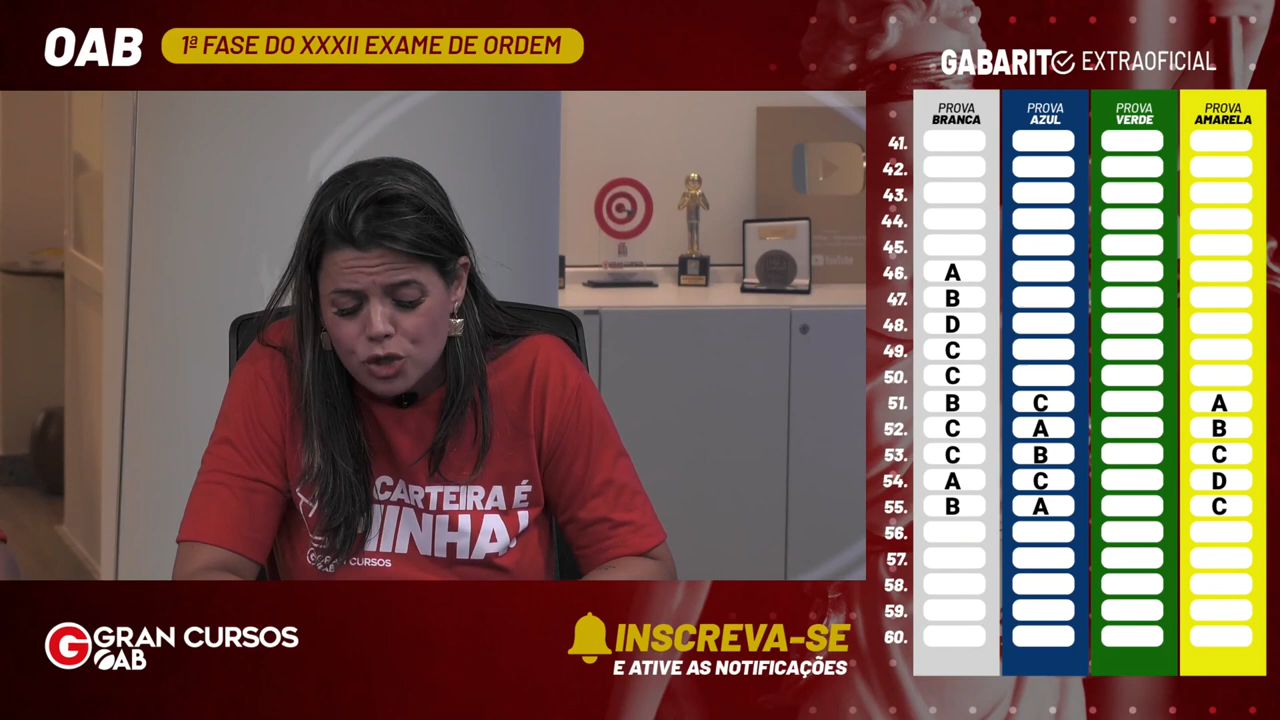 OAB
1ª FASE DO XXXII EXAME DE ORDEM
GABARITO EXTRAOFICIAL
PROVA BRANCA
PROVA AZUL
PROVA VERDE
PROVA AMARELA
41.
42.
43.
44.
45.
46. A
47. B
48. D
49. C
50. C
51. B C A
52. C A B
53. C B C
54. A C D
55. B A C
56.
57.
58.
59.
60.
CARTEIRA É
MINHA!
GRAN CURSOS
OAB
YouTube
GRAN CURSOS
OAB
INSCREVA-SE
E ATIVE AS NOTIFICAÇÕES